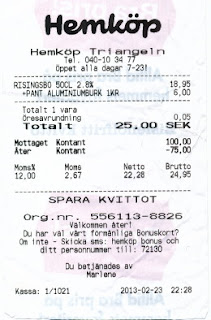 Hemköp
Hemköp Triangeln
Tel. 040-10 34 77
Öppet alla dagar 7-23!
RISINGSBO 50CL 2.8% 18,95
+PANT ALUMINIUMBURK 1KR 6,00
Totalt 1 vara
Öresavrundning 0,05
Totalt 25,00 SEK
Mottaget Kontant 100,00
Kontant -75,00
Moms% Moms Netto Brutto
12,00 2,67 22,28 24,95
SPARA KVITTOT
Org.nr. 556113-8826
Välkommen åter!
Du har väl vårt förmånliga Bonuskort?
Om inte - Skicka sms: hemköp bonus och
ditt personnummer till: 72130
Du betjänades av
Marlene
Kassa: 1/1021 2013-02-23 22:28